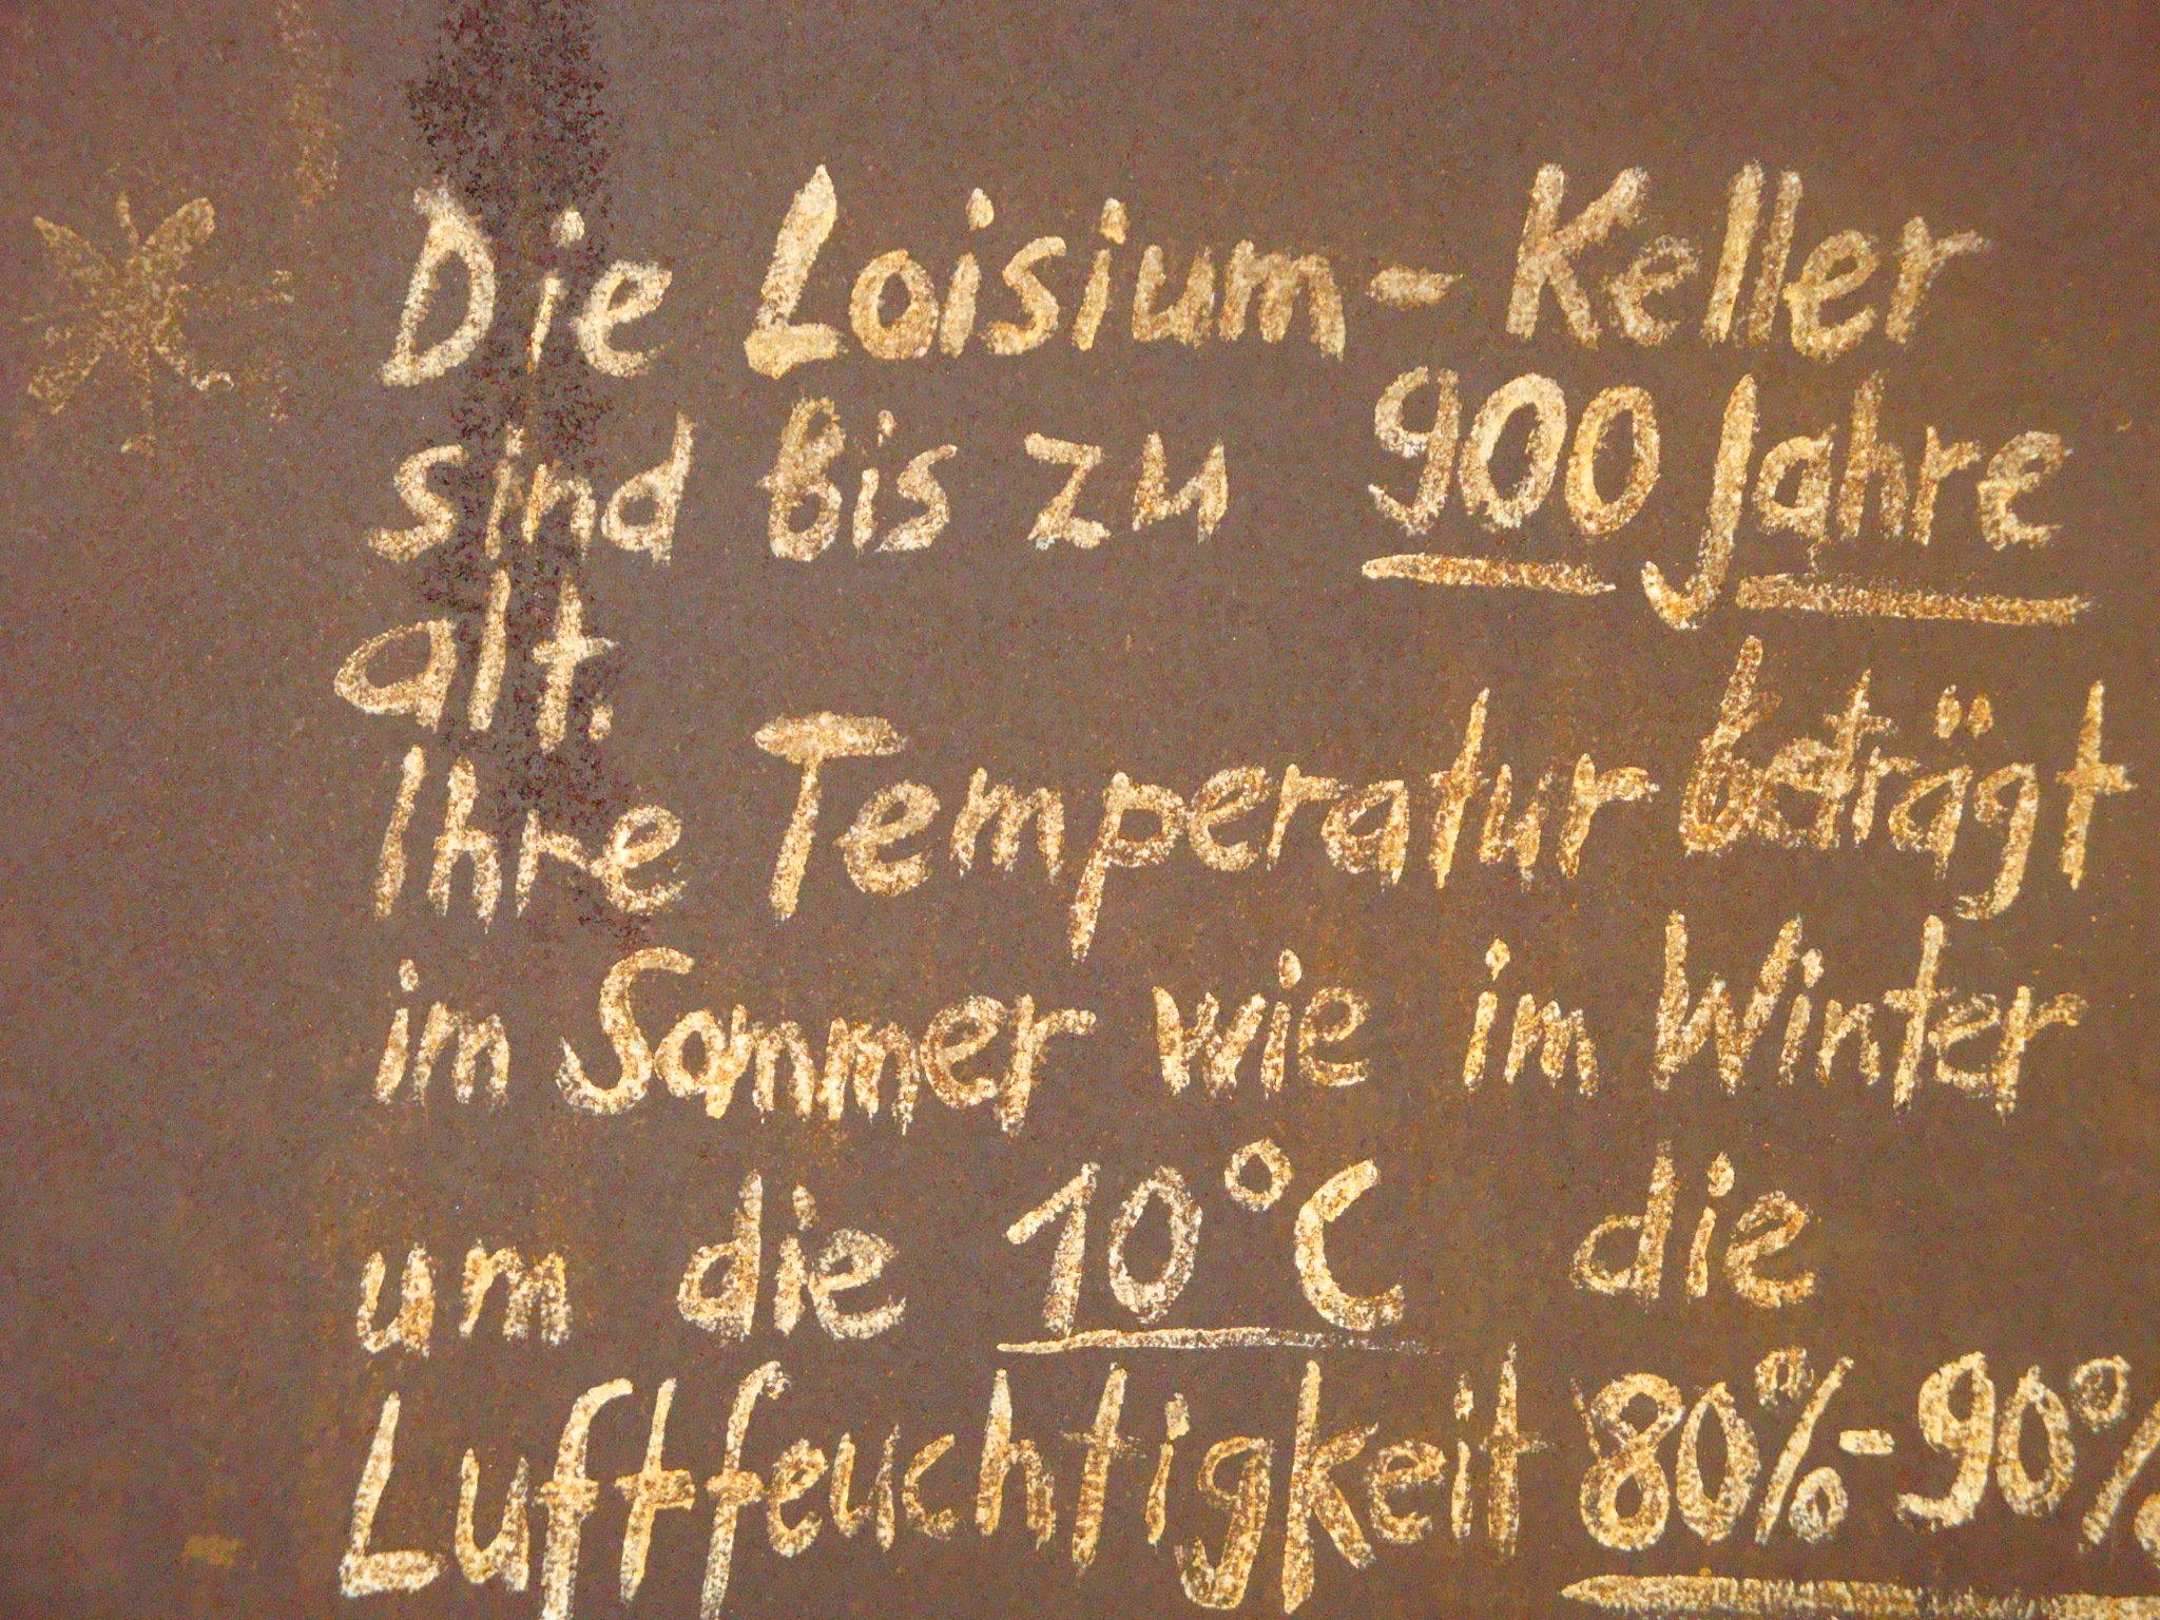 Die Loisium-Keller
sind bis zu 900 Jahre
alt.
Ihre Temperatur beträgt
im Sommer wie im Winter
um die 10°C die
Luftfeuchtigkeit 80%-90%